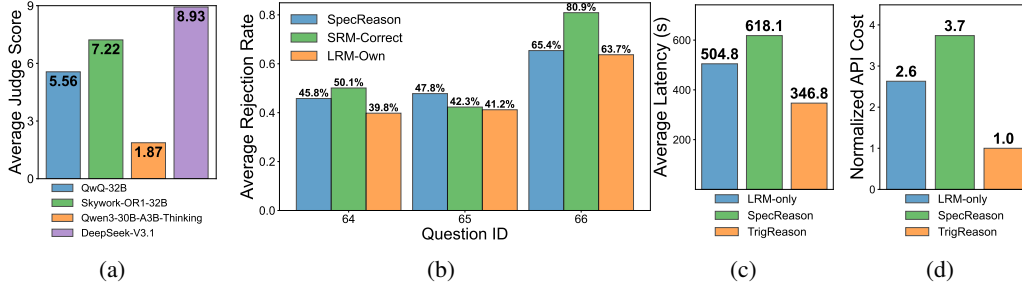 Average Judge Score
9
6
3
0
5.56
7.22
1.87
8.93
QwQ-32B
Skywork-OR1-32B
Qwen3-30B-A3B-Thinking
DeepSeek-V3.1
(a)
Average Rejection Rate
0.8
0.6
0.4
0.2
0.0
SpecReason
SRM-Correct
LRM-Own
45.8%
50.1%
39.8%
47.8%
42.3%
41.2%
65.4%
80.9%
63.7%
64
65
66
Question ID
(b)
Average Latency (s)
600
400
200
504.8
618.1
346.8
LRM-only
SpecReason
TrigReason
(c)
Normalized API Cost
4
3
2
1
0
2.6
3.7
1.0
LRM-only
SpecReason
TrigReason
(d)